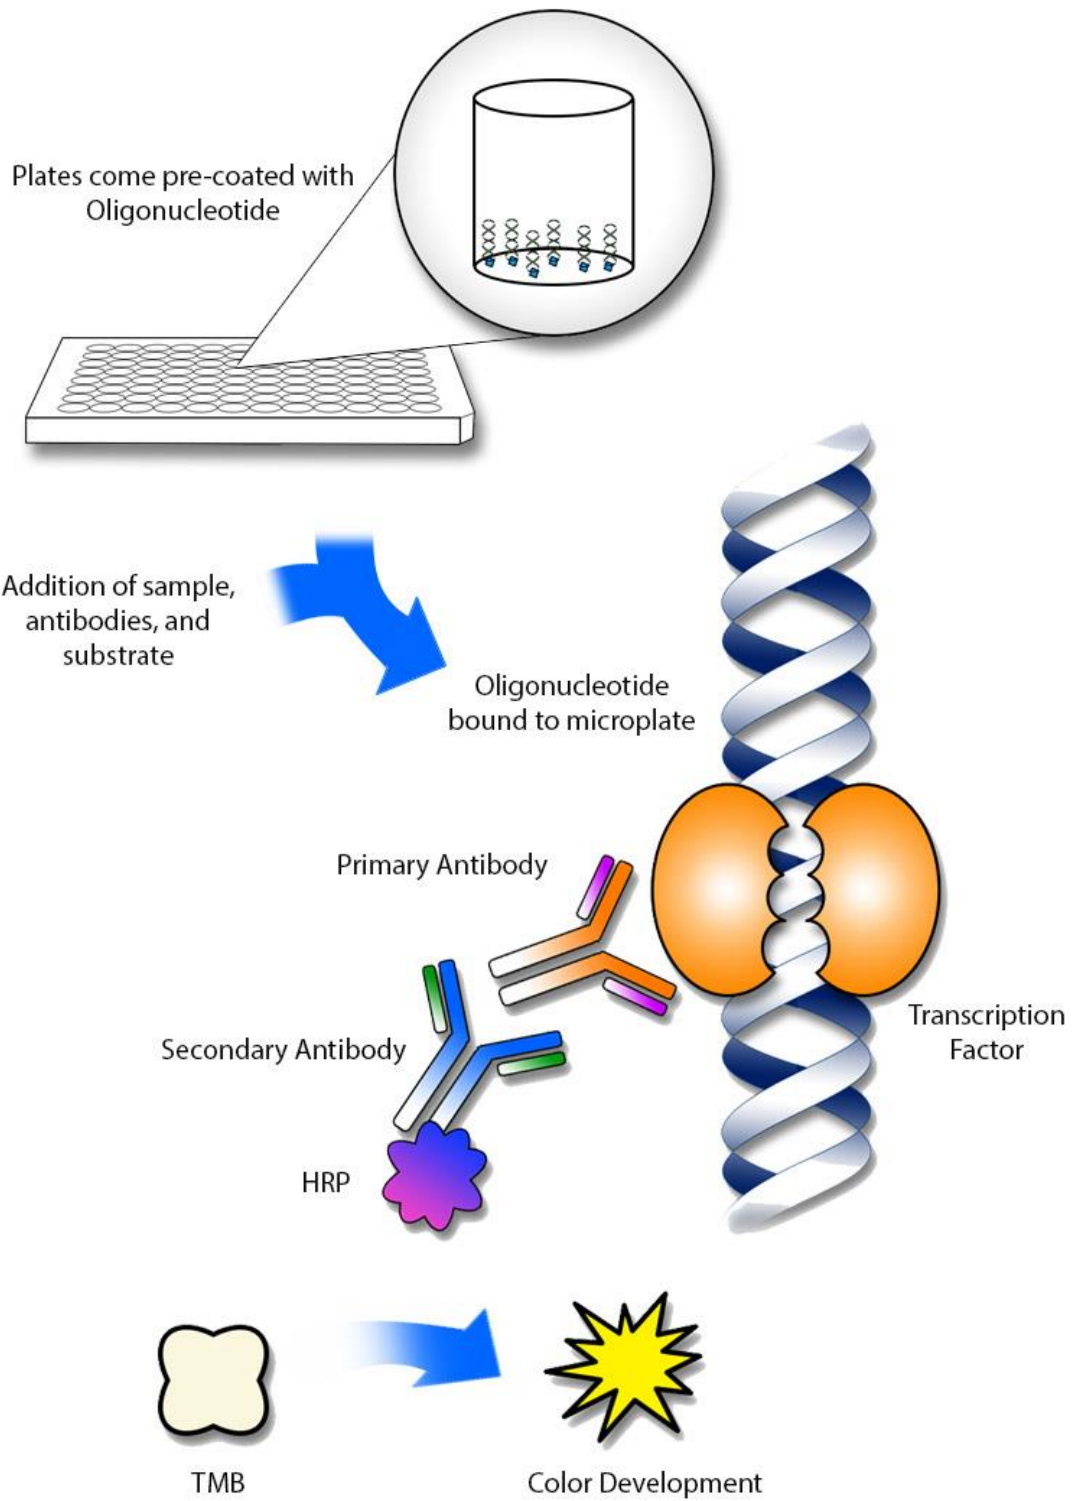 Plates come pre-coated with
Oligonucleotide
Addition of sample,
antibodies, and
substrate
Oligonucleotide
bound to microplate
Primary Antibody
Transcription
Factor
Secondary Antibody
HRP
TMB
Color Development